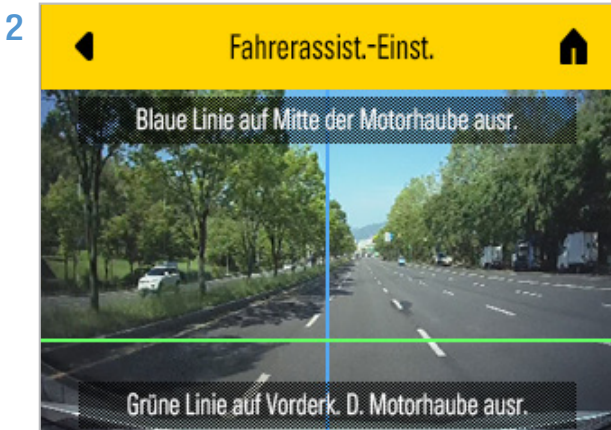 2
Fahrerassist.-Einst.
Blaue Linie auf Mitte der Motorhaube ausr.
Grüne Linie auf Vorderk. D. Motorhaube ausr.